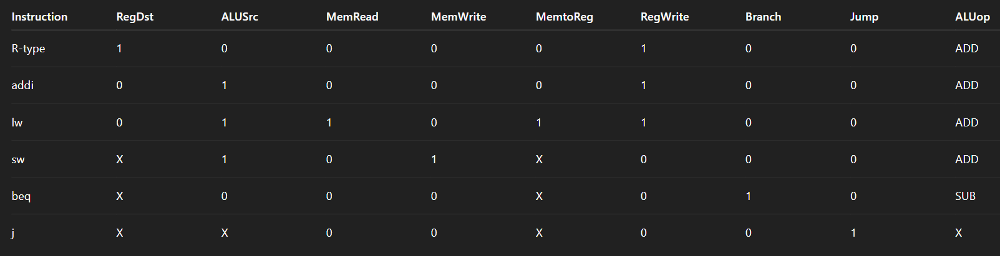 Instruction RegDst ALUSrc MemRead MemWrite MemtoReg RegWrite Branch Jump ALUop
R-type 1 0 0 0 0 1 0 0 ADD
addi 0 1 0 0 0 1 0 0 ADD
lw 0 1 1 0 1 1 0 0 ADD
sw X 1 0 1 X 0 0 0 ADD
beq X 0 0 0 X 0 1 0 SUB
j X X 0 0 X 0 0 1 X